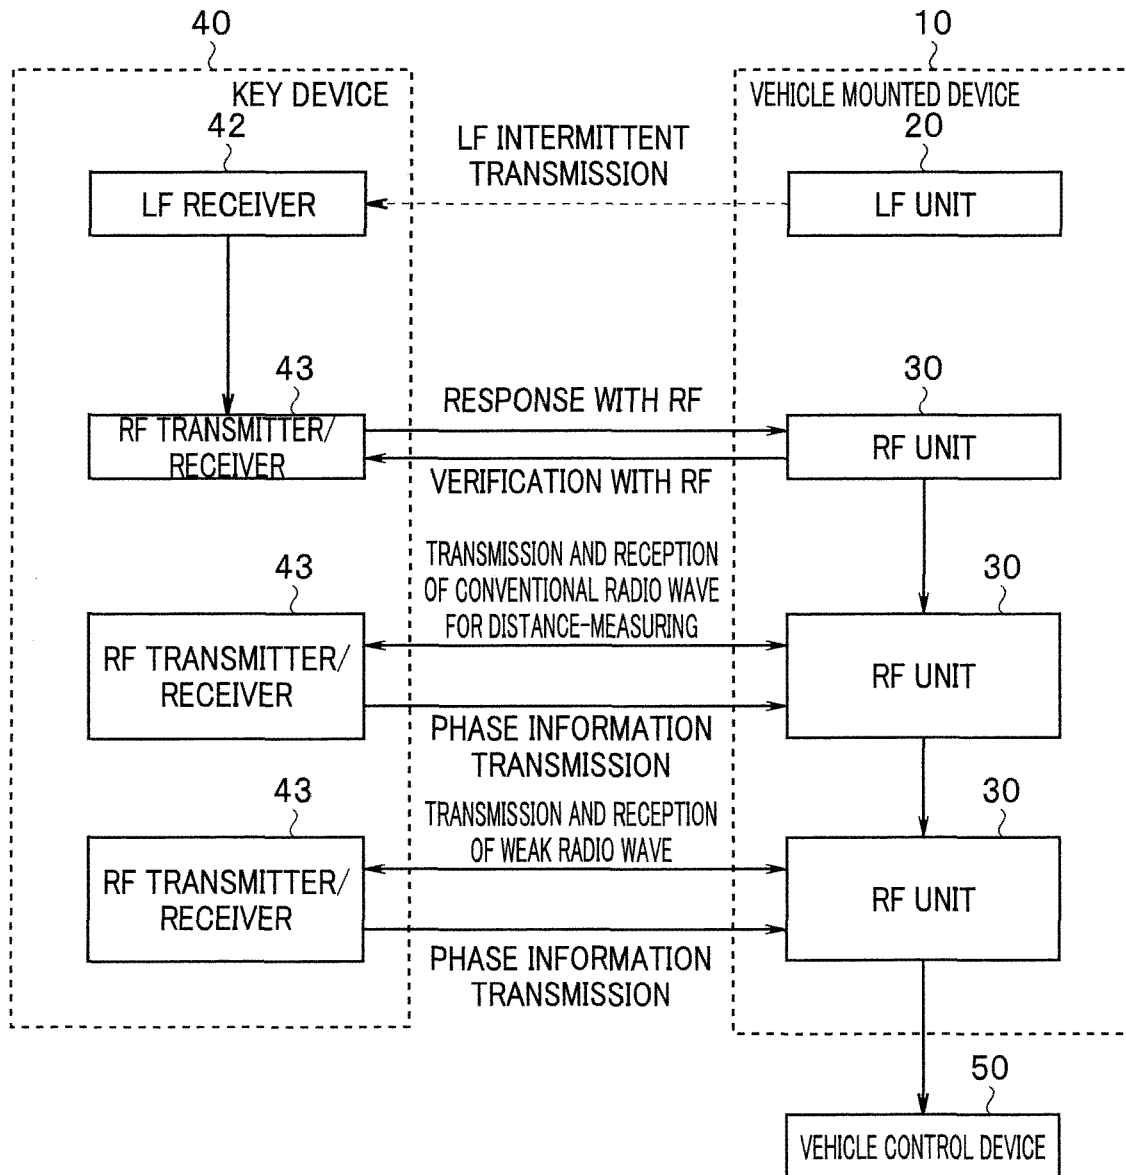 40
10
KEY DEVICE
VEHICLE MOUNTED DEVICE
42
LF INTERMITTENT
TRANSMISSION
20
LF RECEIVER
LF UNIT
43
30
RESPONSE WITH RF
RF TRANSMITTER/
RECEIVER
RF UNIT
VERIFICATION WITH RF
43
TRANSMISSION AND RECEPTION
OF CONVENTIONAL RADIO WAVE
FOR DISTANCE-MEASURING
30
RF TRANSMITTER/
RECEIVER
RF UNIT
PHASE INFORMATION
TRANSMISSION
43
TRANSMISSION AND RECEPTION
OF WEAK RADIO WAVE
30
RF TRANSMITTER/
RECEIVER
RF UNIT
PHASE INFORMATION
TRANSMISSION
50
VEHICLE CONTROL DEVICE